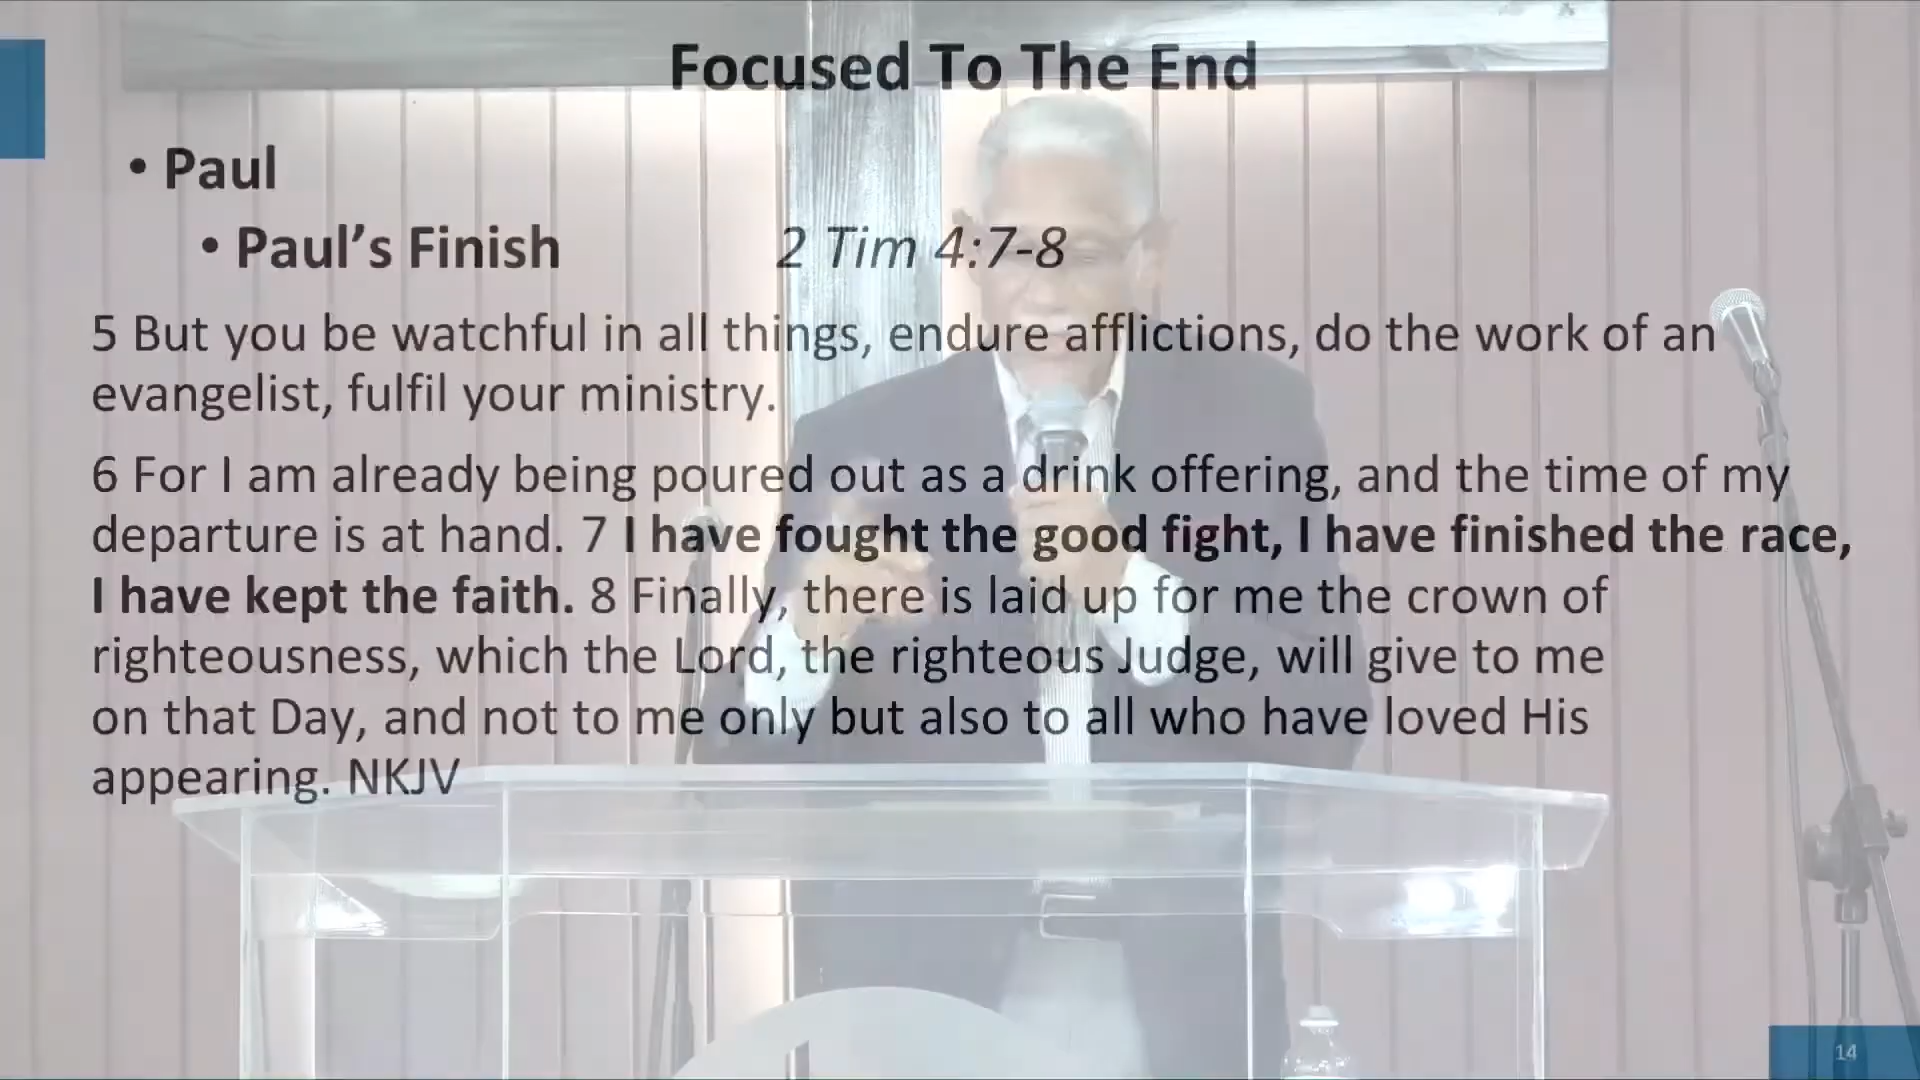 Focused To The End
• Paul
• Paul’s Finish 2 Tim 4:7-8
5 But you be watchful in all things, endure afflictions, do the work of an
evangelist, fulfil your ministry.
6 For I am already being poured out as a drink offering, and the time of my
departure is at hand. 7 I have fought the good fight, I have finished the race,
I have kept the faith. 8 Finally, there is laid up for me the crown of
righteousness, which the Lord, the righteous Judge, will give to me
on that Day, and not to me only but also to all who have loved His
appearing. NKJV
14